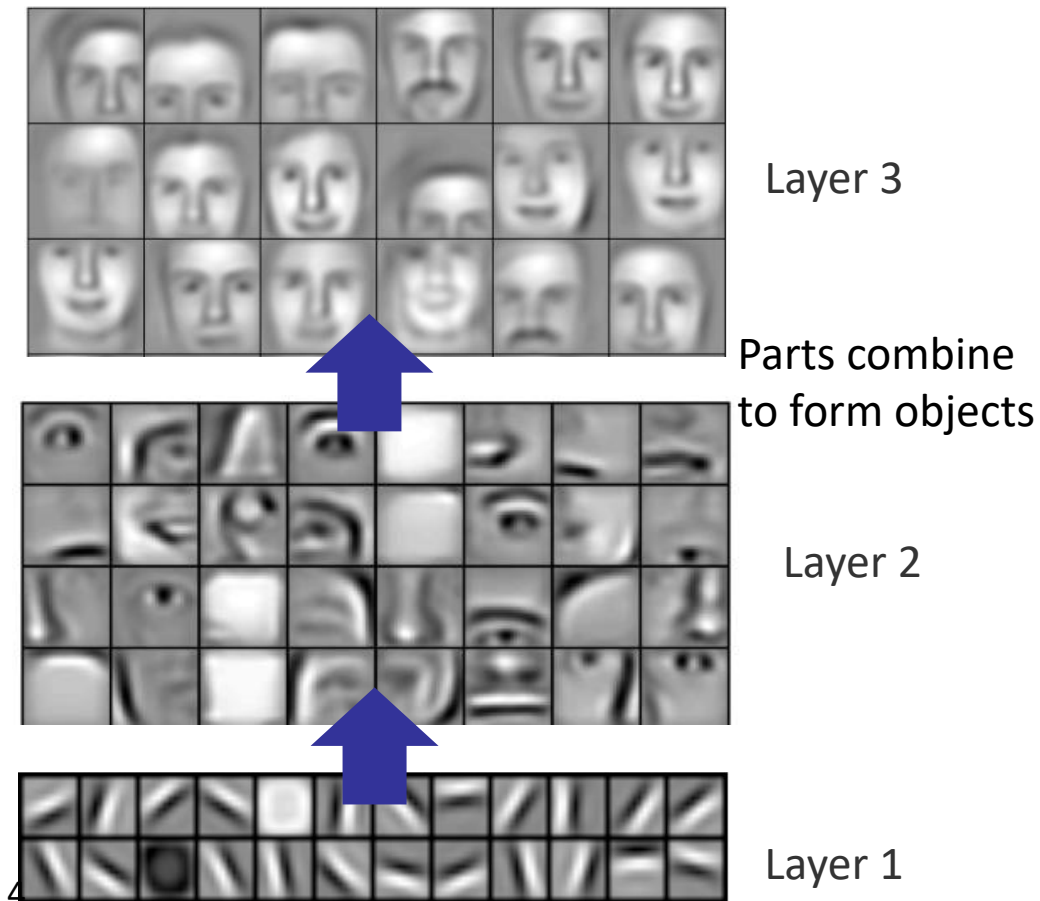 Layer 3
Parts combine
to form objects
Layer 2
Layer 1
4